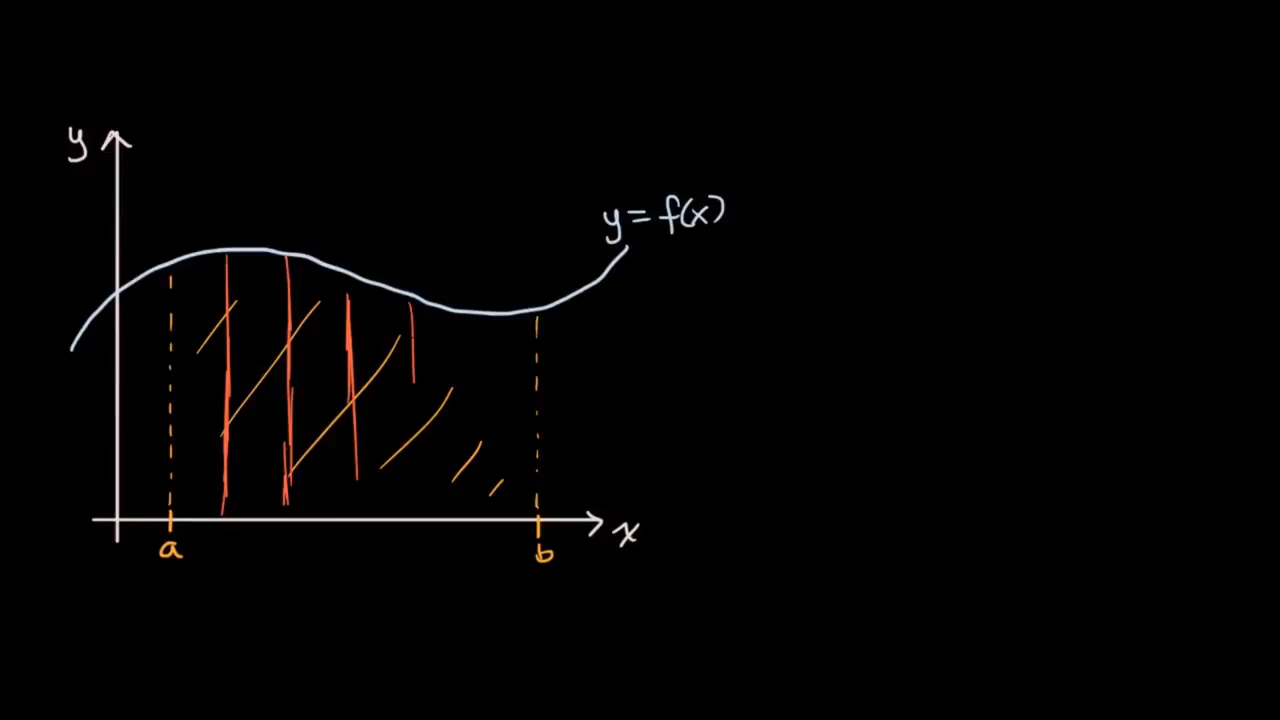 y
y = f(x)
x
a
b